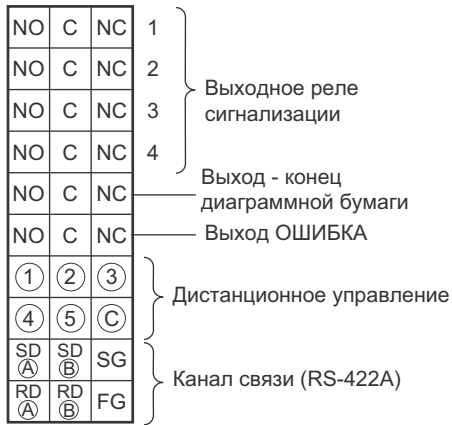 NO C NC 1
NO C NC 2
NO C NC 3
NO C NC 4
Выходное реле
сигнализации
NO C NC
Выход - конец
диаграммной бумаги
NO C NC
Выход ОШИБКА
① ② ③
④ ⑤ Ⓒ
Дистанционное управление
SD Ⓐ SD Ⓑ SG
RD Ⓐ RD Ⓑ FG
Канал связи (RS-422A)